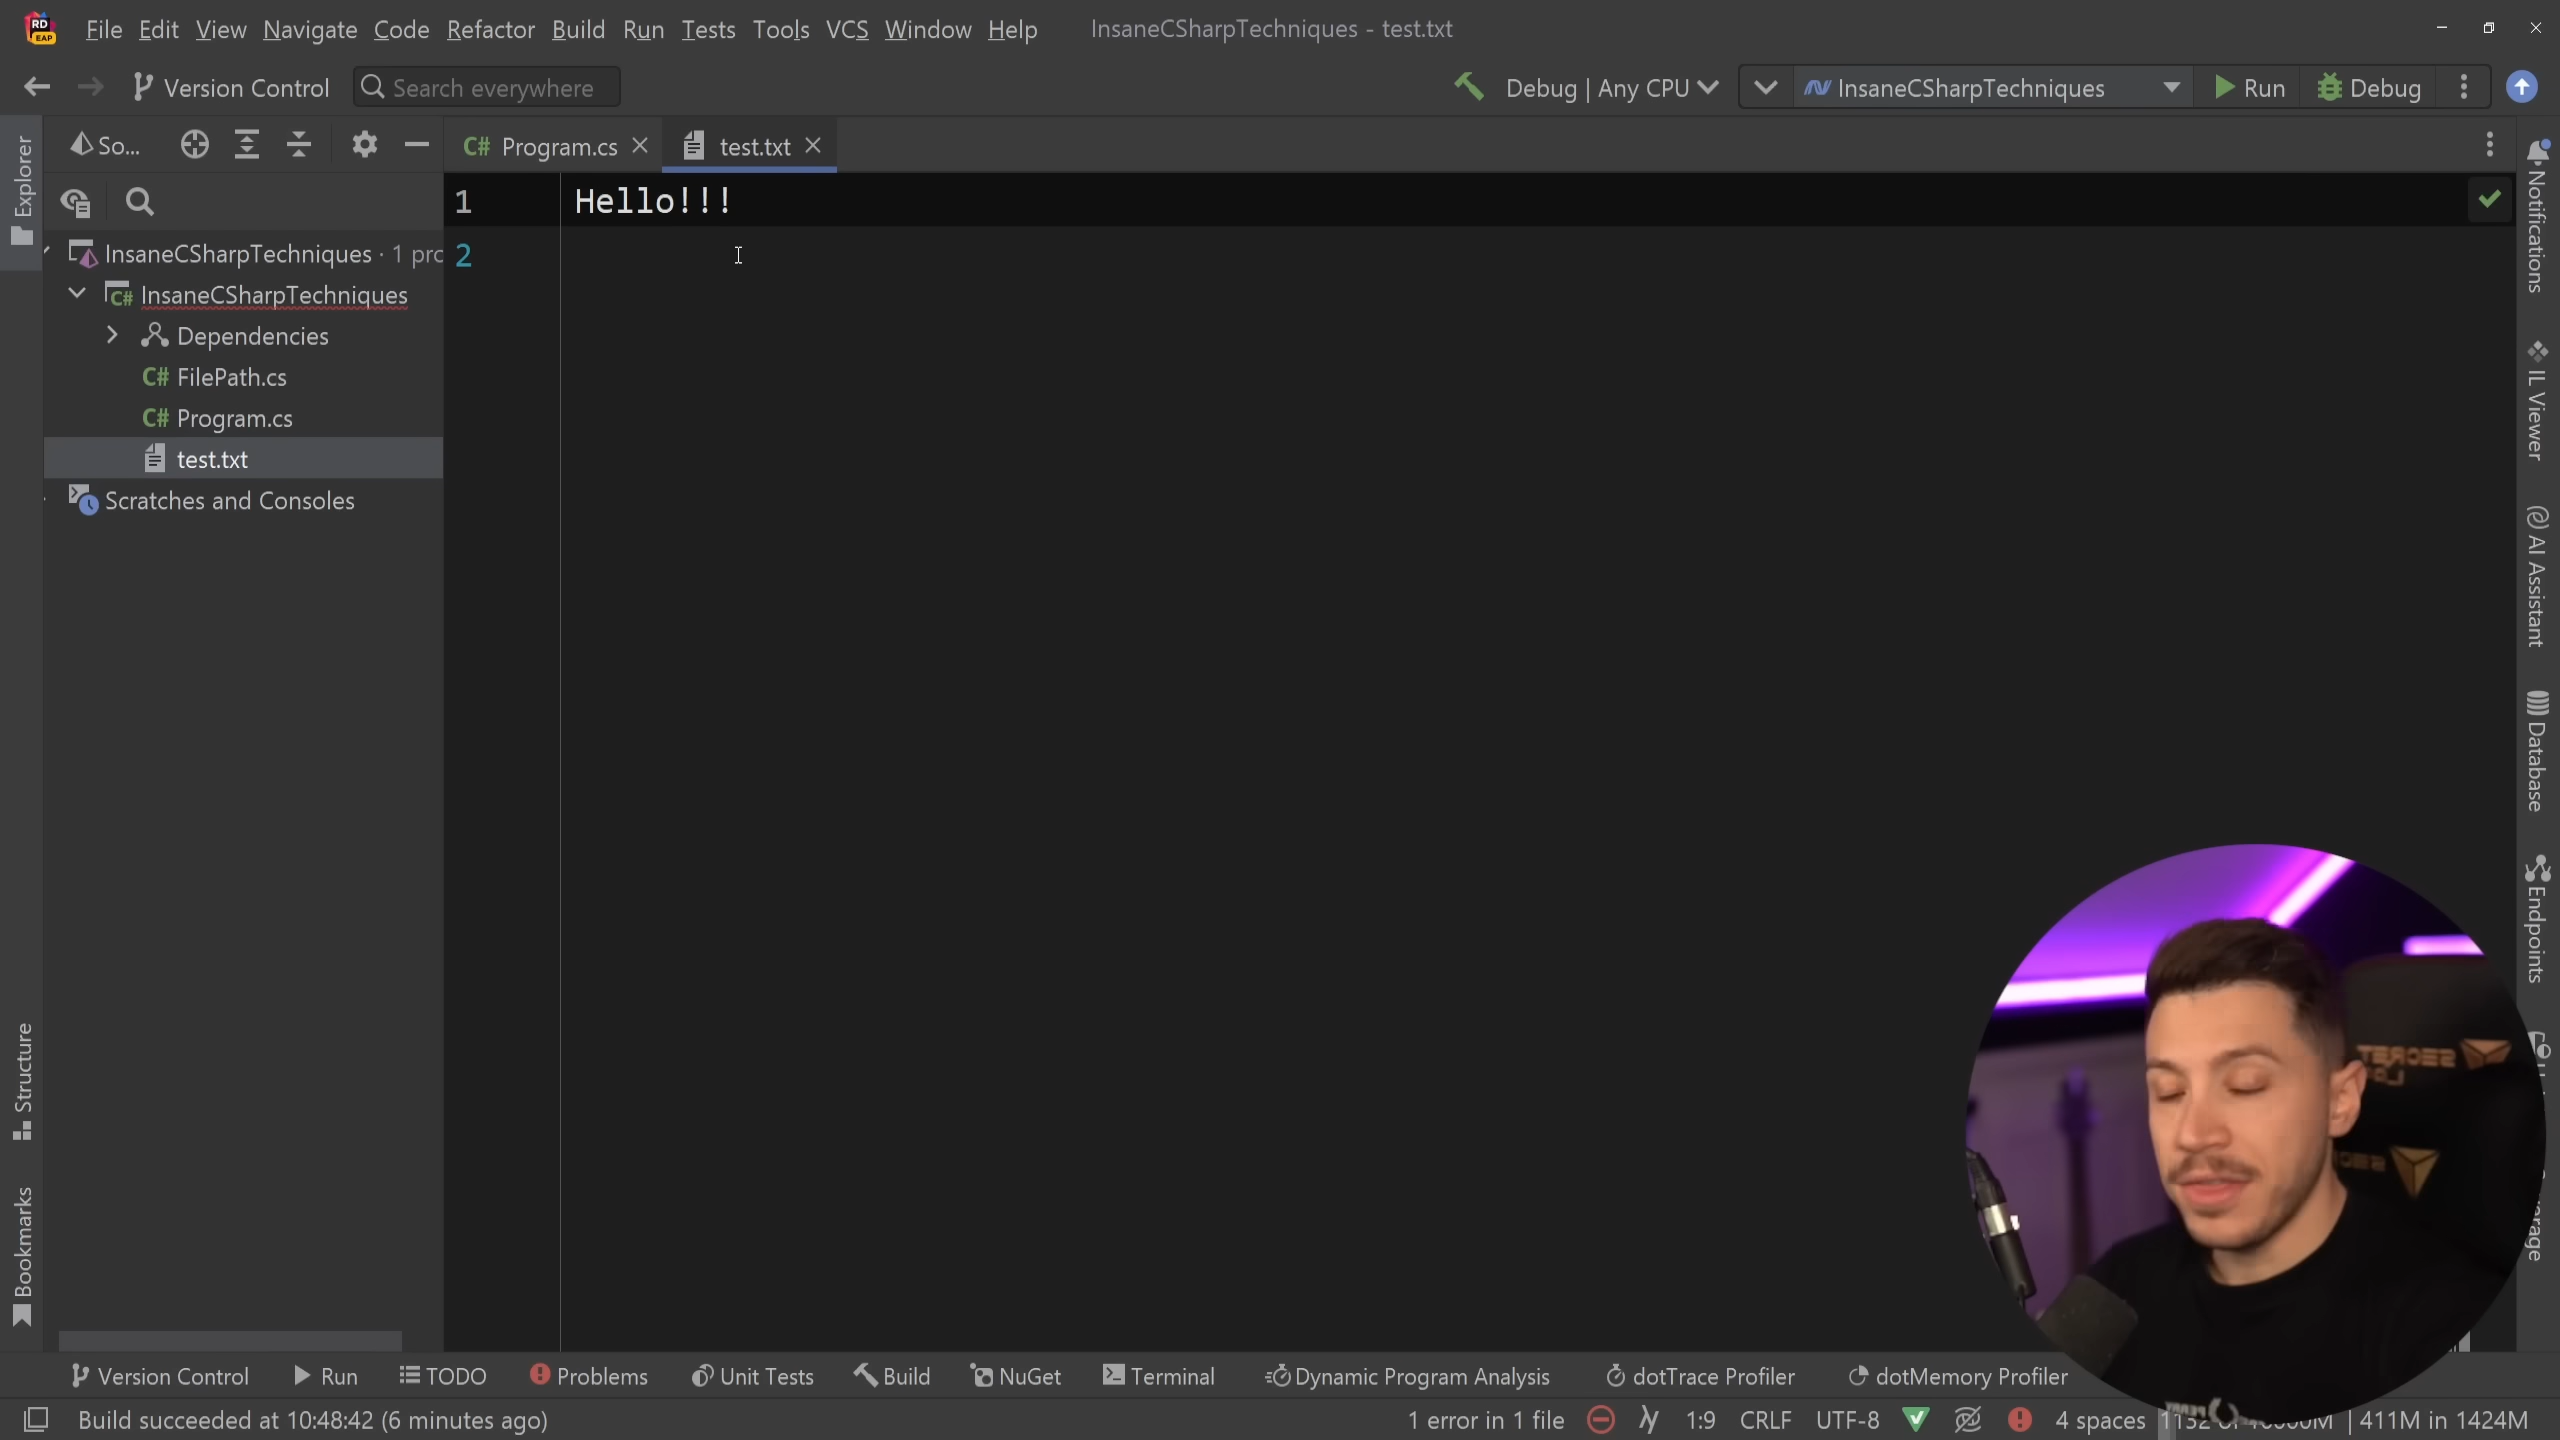 File Edit View Navigate Code Refactor Build Run Tests Tools VCS Window Help InsaneCSharpTechniques - test.txt
Version Control Search everywhere Debug | Any CPU InsaneCSharpTechniques Run Debug
So... C# Program.cs test.txt
1 Hello!!!
2
InsaneCSharpTechniques · 1 pro
C# InsaneCSharpTechniques
Dependencies
C# FilePath.cs
C# Program.cs
test.txt
Scratches and Consoles
Explorer
Structure
Bookmarks
Notifications
IL Viewer
AI Assistant
Database
Endpoints
Version Control Run TODO Problems Unit Tests Build NuGet Terminal Dynamic Program Analysis dotTrace Profiler dotMemory Profiler
Build succeeded at 10:48:42 (6 minutes ago) 1 error in 1 file 1:9 CRLF UTF-8 4 spaces 411M in 1424M